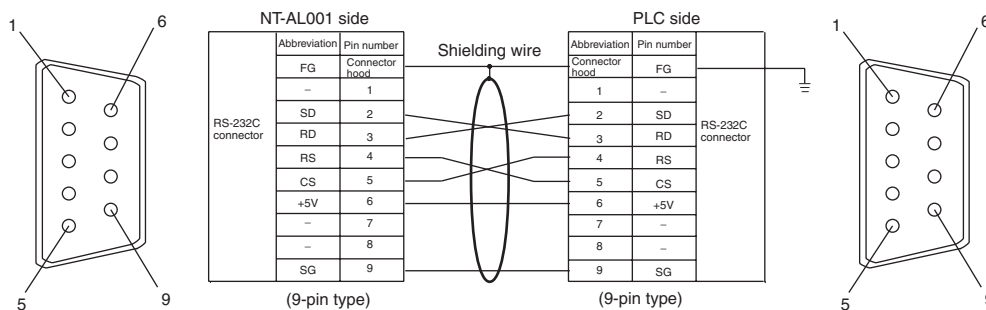 NT-AL001 side
PLC side
1
6
5
9
RS-232C connector
Abbreviation Pin number
FG Connector hood
– 1
SD 2
RD 3
RS 4
CS 5
+5V 6
– 7
– 8
SG 9
(9-pin type)
Shielding wire
Abbreviation Pin number
Connector hood FG
1 –
2 SD
3 RD
4 RS
5 CS
6 +5V
7 –
8 –
9 SG
RS-232C connector
(9-pin type)
1
6
5
9